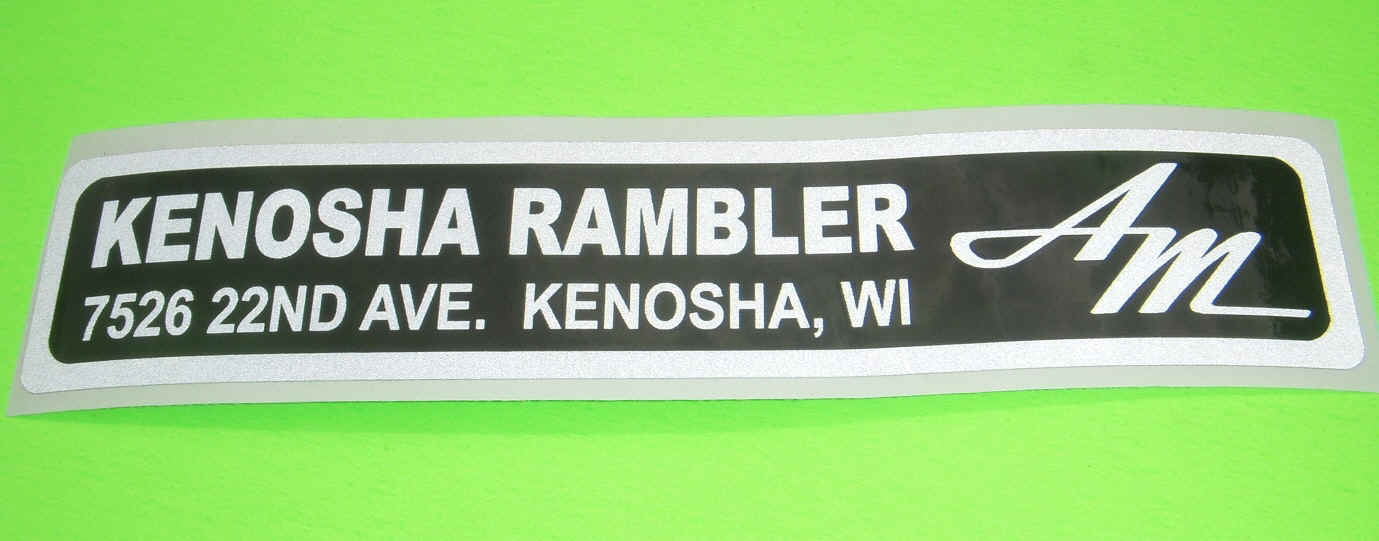 KENOSHA RAMBLER
7526 22ND AVE. KENOSHA, WI
AM